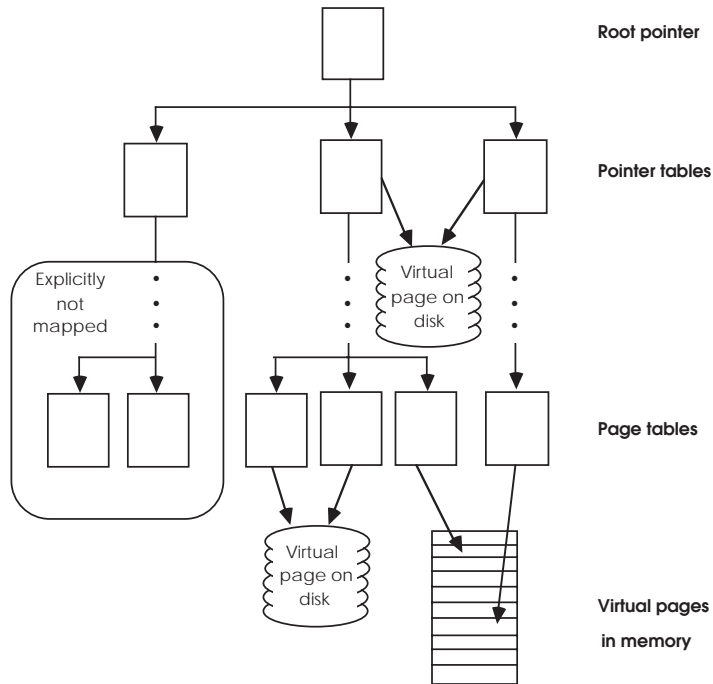 Root pointer
Pointer tables
Explicitly
not
mapped
Virtual
page on
disk
Page tables
Virtual
page on
disk
Virtual pages
in memory